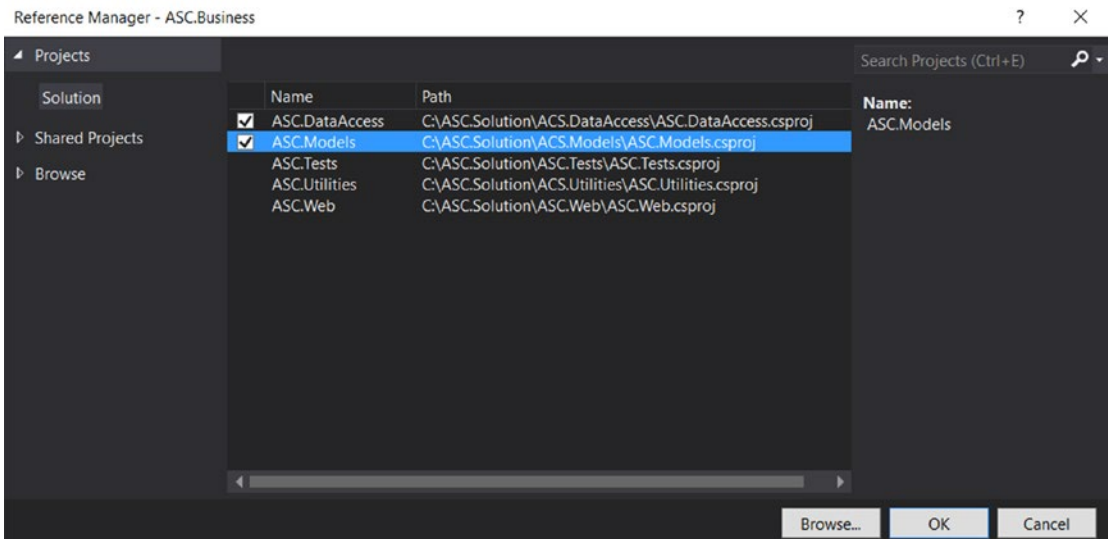 Reference Manager - ASC.Business
? ×
Projects
Search Projects (Ctrl+E)
Solution
Shared Projects
Browse
Name Path
ASC.DataAccess C:\ASC.Solution\ACS.DataAccess\ASC.DataAccess.csproj
ASC.Models C:\ASC.Solution\ACS.Models\ASC.Models.csproj
ASC.Tests C:\ASC.Solution\ASC.Tests\ASC.Tests.csproj
ASC.Utilities C:\ASC.Solution\ACS.Utilities\ASC.Utilities.csproj
ASC.Web C:\ASC.Solution\ASC.Web\ASC.Web.csproj
Name:
ASC.Models
Browse... OK Cancel